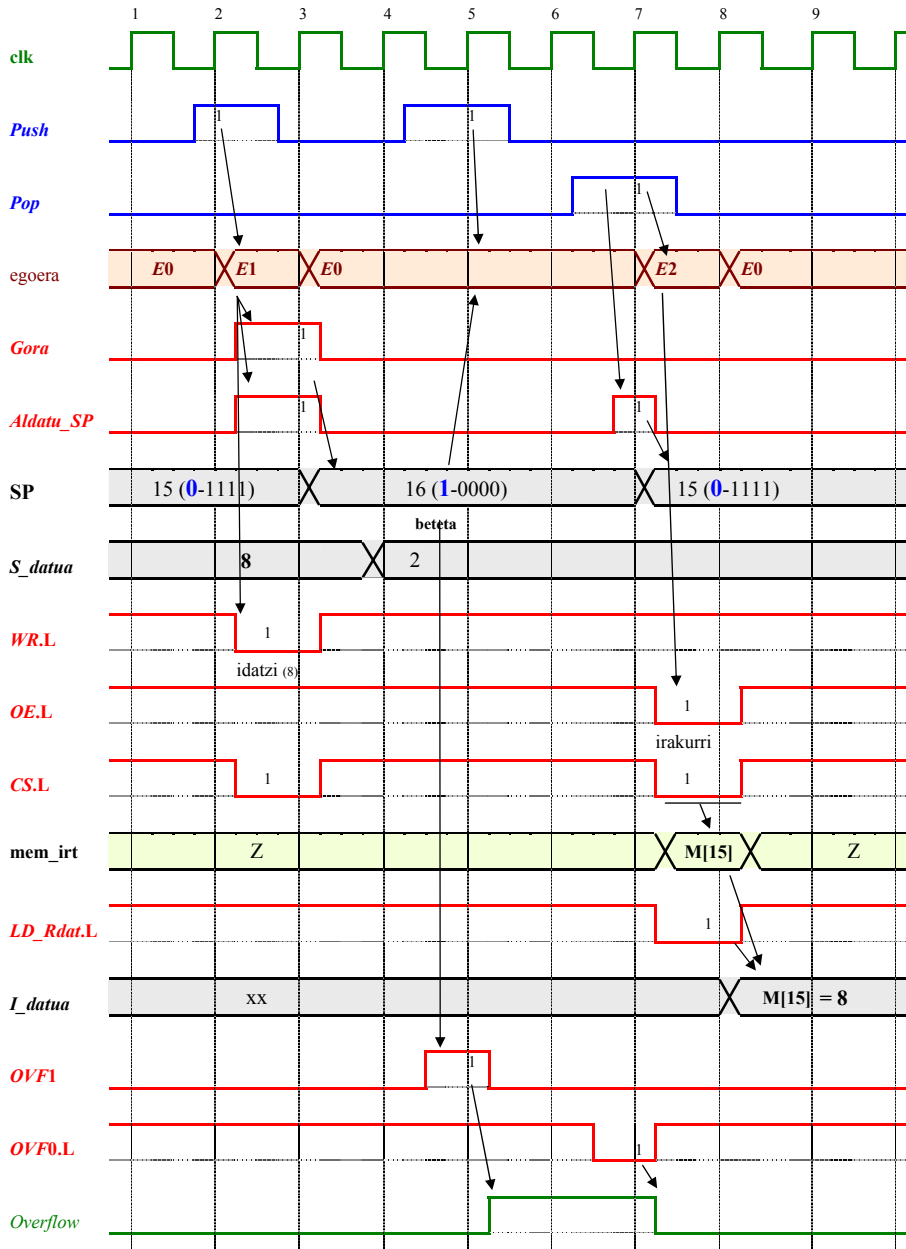 1 2 3 4 5 6 7 8 9
clk
Push 1 1
Pop 1
egoera E0 E1 E0 E2 E0
Gora 1
Aldatu_SP 1 1
SP 15 (0-1111) 16 (1-0000) 15 (0-1111)
beteta
S_datua 8 2
WR.L 1
idatzi (8)
OE.L 1
irakurri
CS.L 1 1
mem_irt Z M[15] Z
LD_Rdat.L 1
I_datua xx M[15] = 8
OVF1 1
OVF0.L 1
Overflow